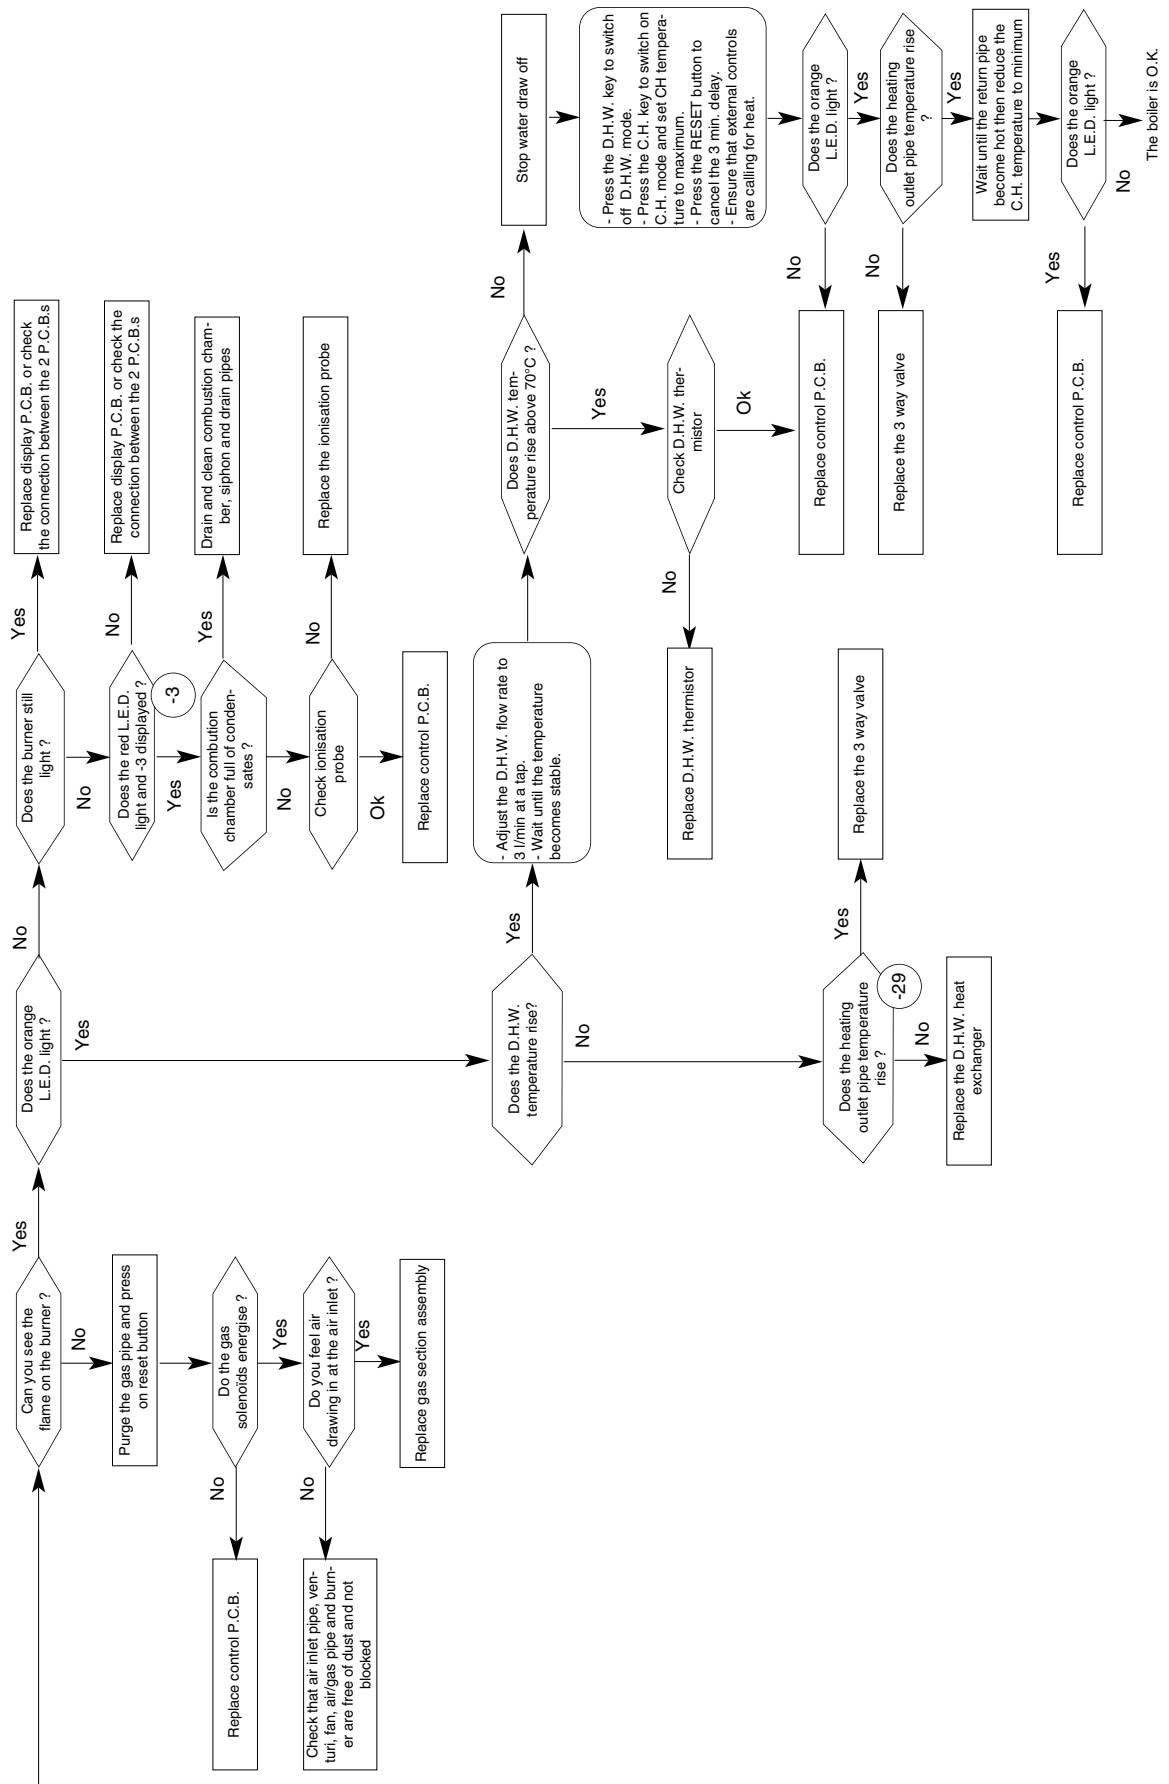 Can you see the
flame on the burner ?
Yes
No
Purge the gas pipe and press
on reset button
Do the gas
solenoids energise ?
No
Replace control P.C.B.
Yes
Do you feel air
drawing in at the air inlet ?
No
Check that air inlet pipe, ven-
turi, fan, air/gas pipe and burn-
er are free of dust and not
blocked
Yes
Replace gas section assembly
Does the orange
L.E.D. light ?
No
Yes
Does the burner still
light ?
Yes
Replace display P.C.B. or check
the connection between the 2 P.C.B.s
No
Does the red L.E.D.
light and -3 displayed ?
-3
No
Replace display P.C.B. or check the
connection between the 2 P.C.B.s
Yes
Is the combution
chamber full of conden-
sates ?
Yes
Drain and clean combustion cham-
ber, siphon and drain pipes
No
Check ionisation
probe
No
Replace the ionisation probe
Ok
Replace control P.C.B.
Does the D.H.W.
temperature rise?
Yes
- Adjust the D.H.W. flow rate to
3 l/min at a tap.
- Wait until the temperature
becomes stable.
No
Does the heating
outlet pipe temperature
rise ?
-29
Yes
Replace the 3 way valve
No
Replace the D.H.W. heat
exchanger
Does D.H.W. tem-
perature rise above 70°C ?
No
Stop water draw off
Yes
Check D.H.W. ther-
mistor
No
Replace D.H.W. thermistor
Ok
Replace control P.C.B.
- Press the D.H.W. key to switch
off D.H.W. mode.
- Press the C.H. key to switch on
C.H. mode and set CH tempera-
ture to maximum.
- Press the RESET button to
cancel the 3 min. delay.
- Ensure that external controls
are calling for heat.
Does the orange
L.E.D. light ?
No
Yes
Does the heating
outlet pipe temperature rise
?
No
Replace the 3 way valve
Yes
Wait until the return pipe
become hot then reduce the
C.H. temperature to minimum
Does the orange
L.E.D. light ?
Yes
Replace control P.C.B.
No
The boiler is O.K.